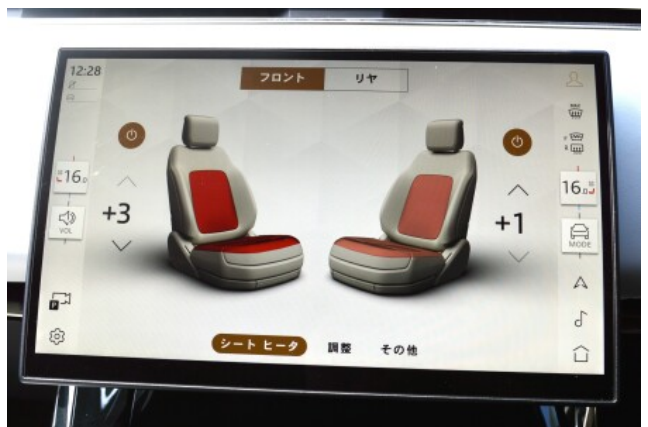 12:28
フロント リヤ
MAX
16.0
16.0
+3
+1
VOL
MODE
P
シート ヒータ 調整 その他